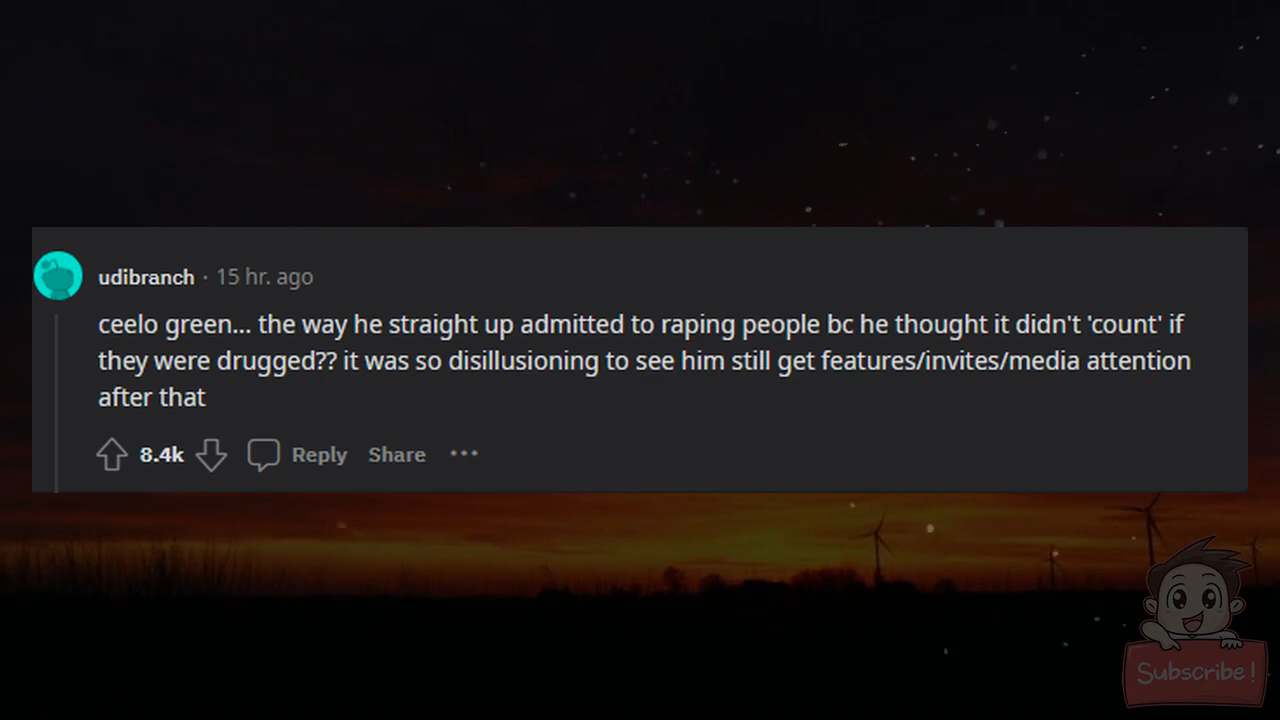 udibranch · 15 hr. ago
ceelo green... the way he straight up admitted to raping people bc he thought it didn't 'count' if
they were drugged?? it was so disillusioning to see him still get features/invites/media attention
after that
8.4k Reply Share ···
Subscribe!